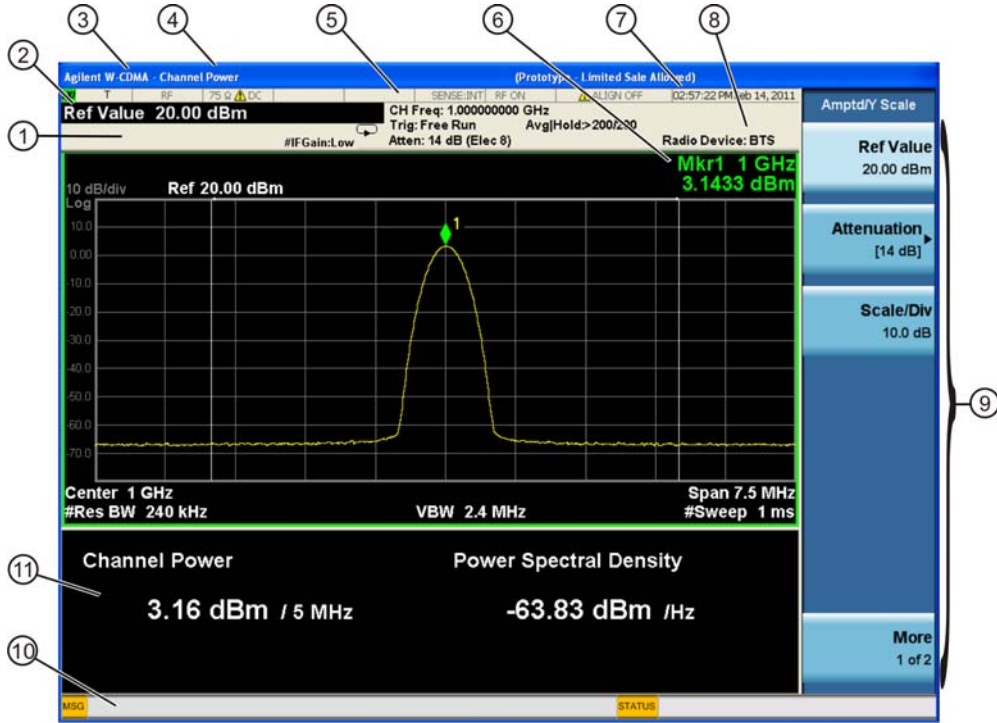 3
4
6
7
8
2
5
Agilent W-CDMA - Channel Power
(Prototype - Limited Sale Allowed)
T
RF
75 Ω
DC
SENSE:INT
RF ON
ALIGN OFF
02:57:22 PM Feb 14, 2011
Amptd/Y Scale
Ref Value 20.00 dBm
CH Freq: 1.000000000 GHz
Trig: Free Run
Avg|Hold:>200/200
1
#IFGain:Low
Atten: 14 dB (Elec 8)
Radio Device: BTS
Ref Value
20.00 dBm
Mkr1 1 GHz
3.1433 dBm
10 dB/div
Ref 20.00 dBm
Log
10.0
0.00
-10.0
-20.0
-30.0
-40.0
-50.0
-60.0
-70.0
1
Attenuation
[14 dB]
Scale/Div
10.0 dB
9
Center 1 GHz
Span 7.5 MHz
#Res BW 240 kHz
VBW 2.4 MHz
#Sweep 1 ms
Channel Power
Power Spectral Density
11
3.16 dBm / 5 MHz
-63.83 dBm /Hz
More
1 of 2
10
MSG
STATUS